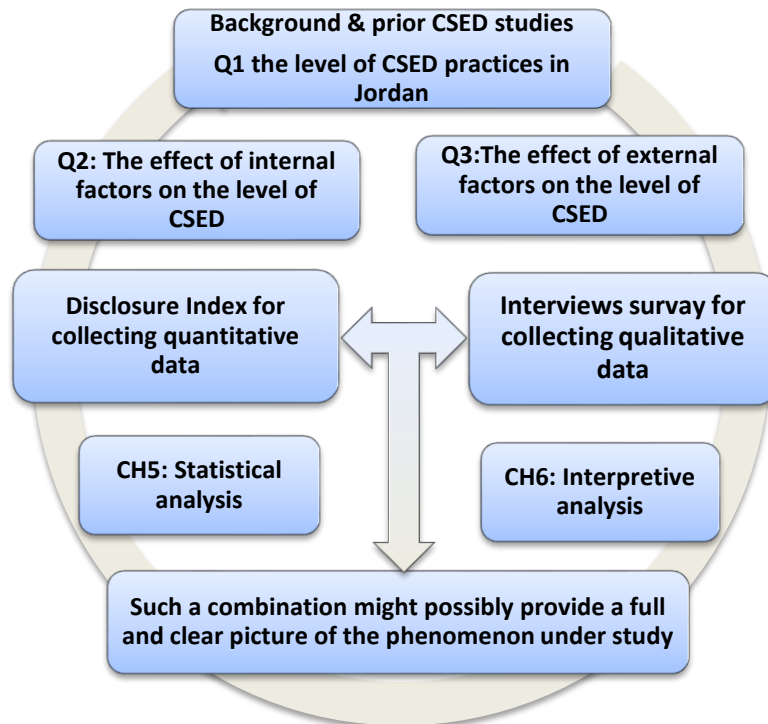 Background & prior CSED studies
Q1 the level of CSED practices in
Jordan
Q2: The effect of internal
factors on the level of
CSED
Q3:The effect of external
factors on the level of
CSED
Disclosure Index for
collecting quantitative
data
Interviews survay for
collecting qualitative
data
CH5: Statistical
analysis
CH6: Interpretive
analysis
Such a combination might possibly provide a full
and clear picture of the phenomenon under study